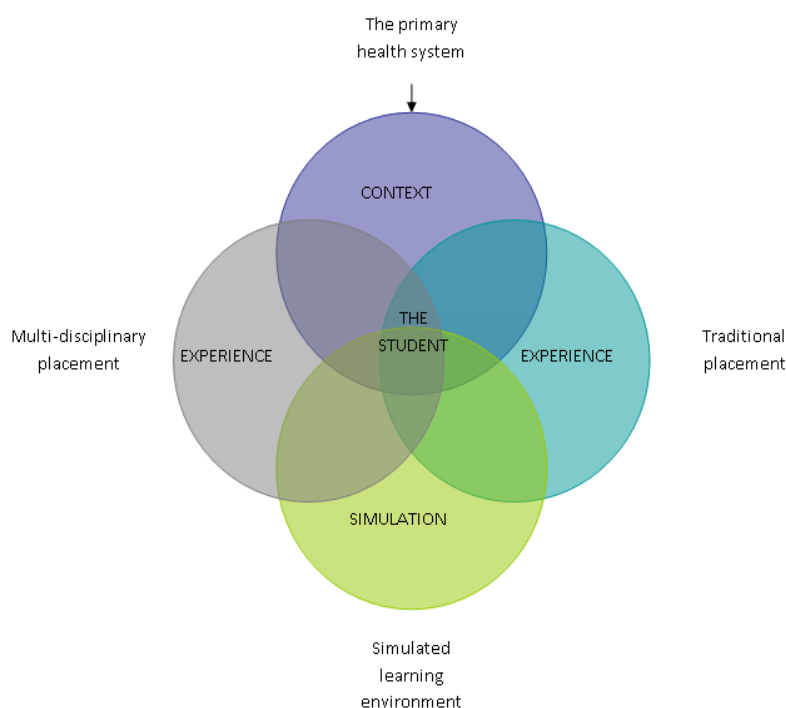 The primary
health system
CONTEXT
THE
STUDENT
Multi-disciplinary
placement
EXPERIENCE
EXPERIENCE
Traditional
placement
SIMULATION
Simulated
learning
environment